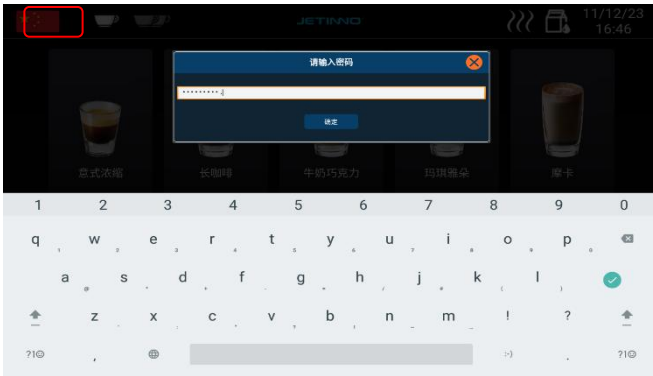 JETINNO
11/12/23
16:46
请输入密码
送定
意式浓缩
长咖啡
牛奶巧克力
玛琪雅朵
摩卡
1 2 3 4 5 6 7 8 9 0
q w e r t y u i o p
a s d f g h j k l
z x c v b n m ! ?
?1☺ , :-) . ?1☺